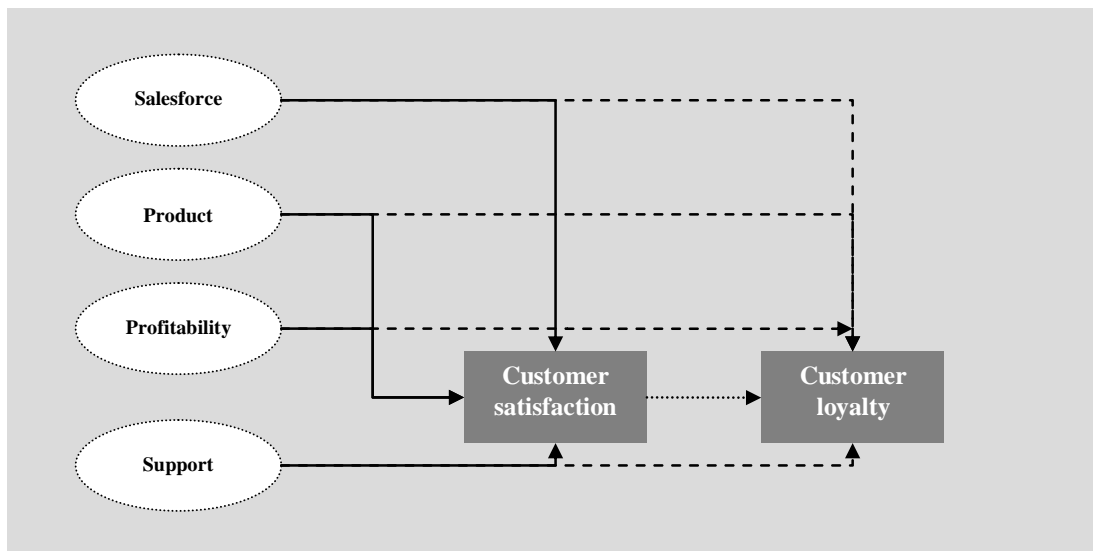 Salesforce
Product
Profitability
Customer
satisfaction
Customer
loyalty
Support